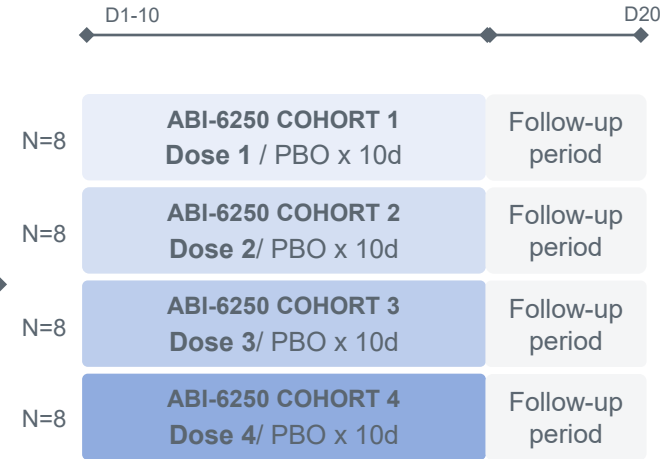 D1-10
D20
N=8
ABI-6250 COHORT 1
Dose 1 / PBO x 10d
Follow-up
period
N=8
ABI-6250 COHORT 2
Dose 2/ PBO x 10d
Follow-up
period
N=8
ABI-6250 COHORT 3
Dose 3/ PBO x 10d
Follow-up
period
N=8
ABI-6250 COHORT 4
Dose 4/ PBO x 10d
Follow-up
period